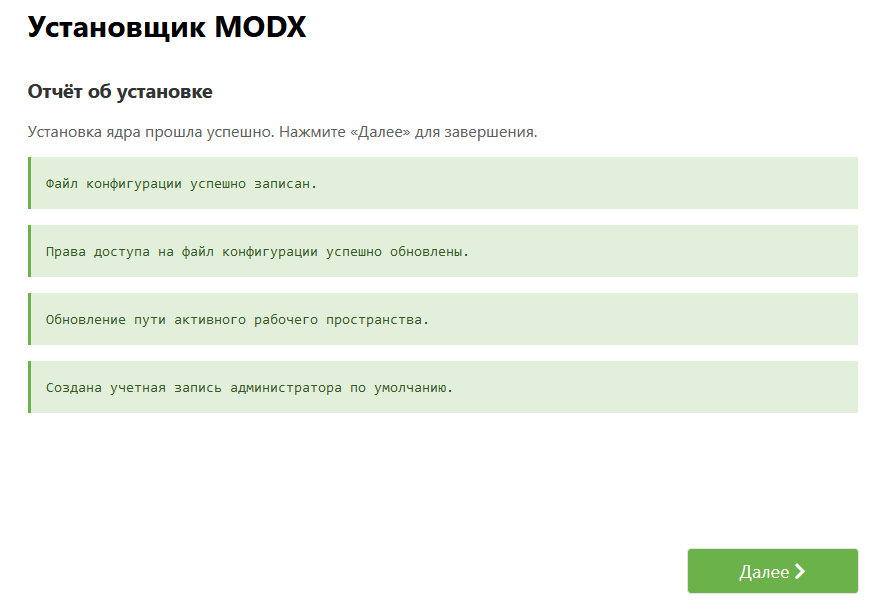 Установщик MODX
Отчёт об установке
Установка ядра прошла успешно. Нажмите «Далее» для завершения.
Файл конфигурации успешно записан.
Права доступа на файл конфигурации успешно обновлены.
Обновление пути активного рабочего пространства.
Создана учетная запись администратора по умолчанию.
Далее